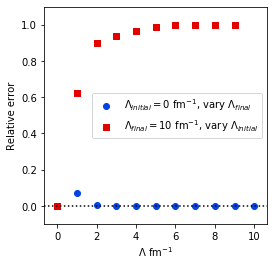 1.0
0.8
0.6
0.4
0.2
0.0
Relative error
Λ_initial = 0 fm⁻¹, vary Λ_final
Λ_final = 10 fm⁻¹, vary Λ_initial
0 2 4 6 8 10
Λ fm⁻¹